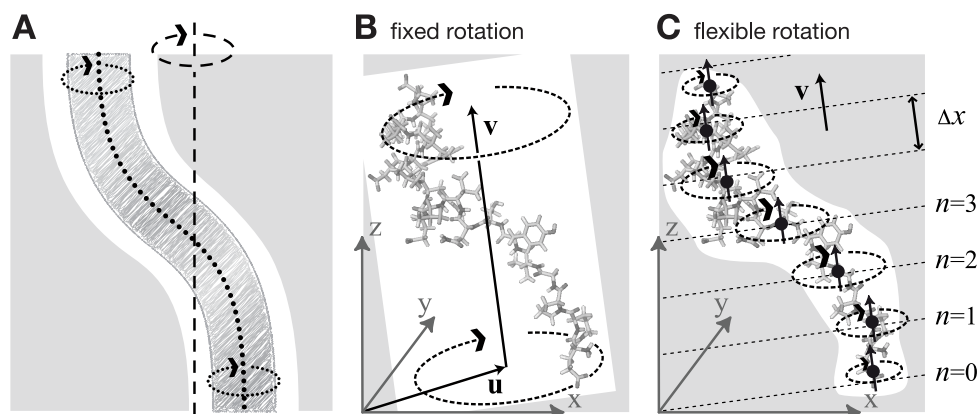 A
B fixed rotation
C flexible rotation
v
u
z
y
x
v
Δx
n=3
n=2
n=1
n=0
z
y
x